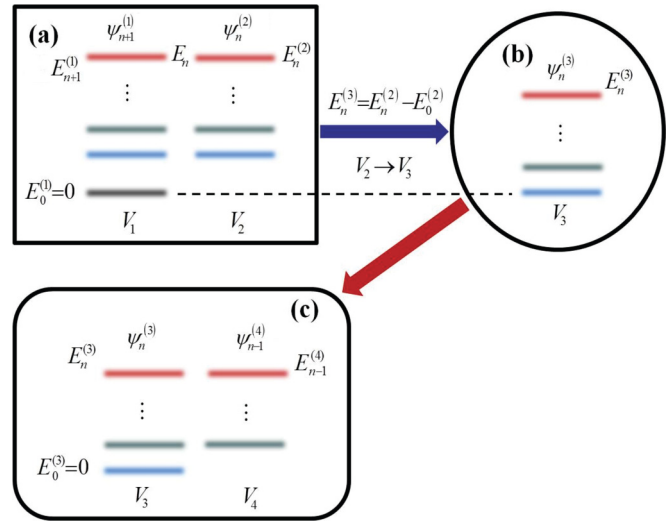 (a) ψ_{n+1}^{(1)} ψ_n^{(2)}
E_{n+1}^{(1)} E_n E_n^{(2)}
⋮ ⋮
E_0^{(1)}=0
V_1 V_2
E_n^{(3)}=E_n^{(2)}−E_0^{(2)}
V_2→V_3
(b)
ψ_n^{(3)} E_n^{(3)}
⋮
V_3
(c)
ψ_n^{(3)} ψ_{n-1}^{(4)}
E_n^{(3)} E_{n-1}^{(4)}
⋮ ⋮
E_0^{(3)}=0
V_3 V_4